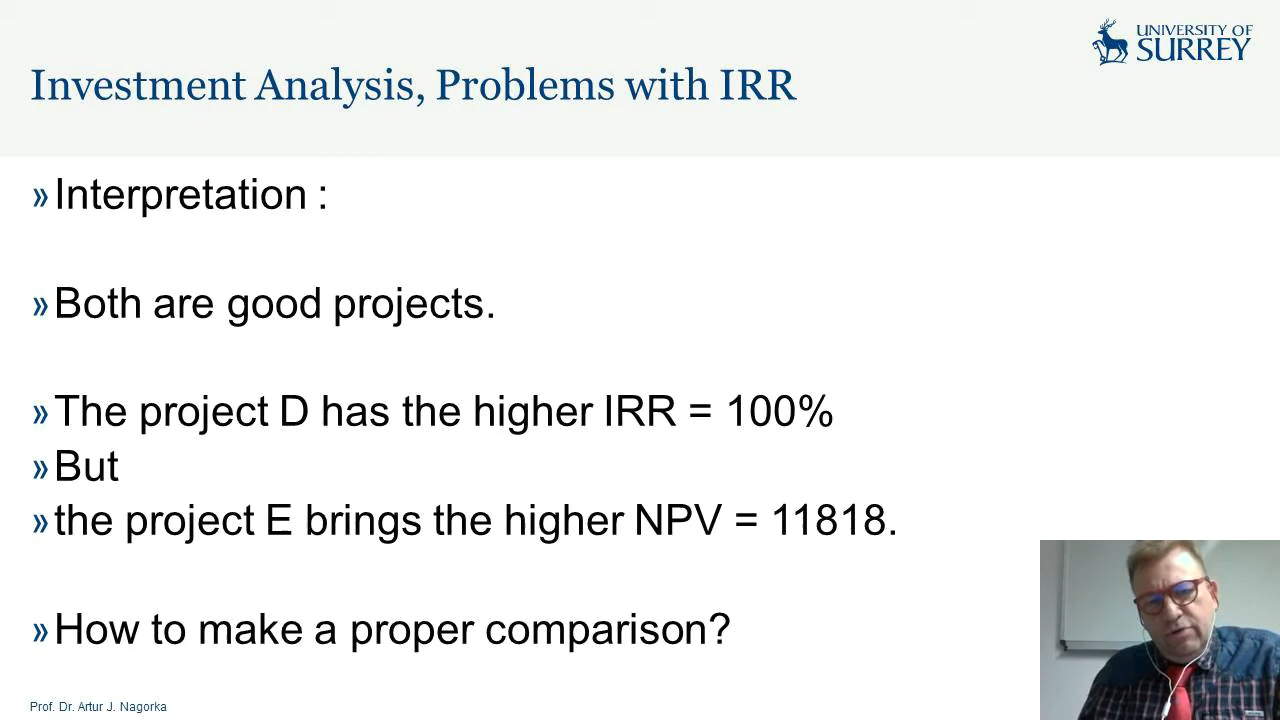 UNIVERSITY OF
SURREY
Investment Analysis, Problems with IRR
» Interpretation :
» Both are good projects.
» The project D has the higher IRR = 100%
» But
» the project E brings the higher NPV = 11818.
» How to make a proper comparison?
Prof. Dr. Artur J. Nagorka